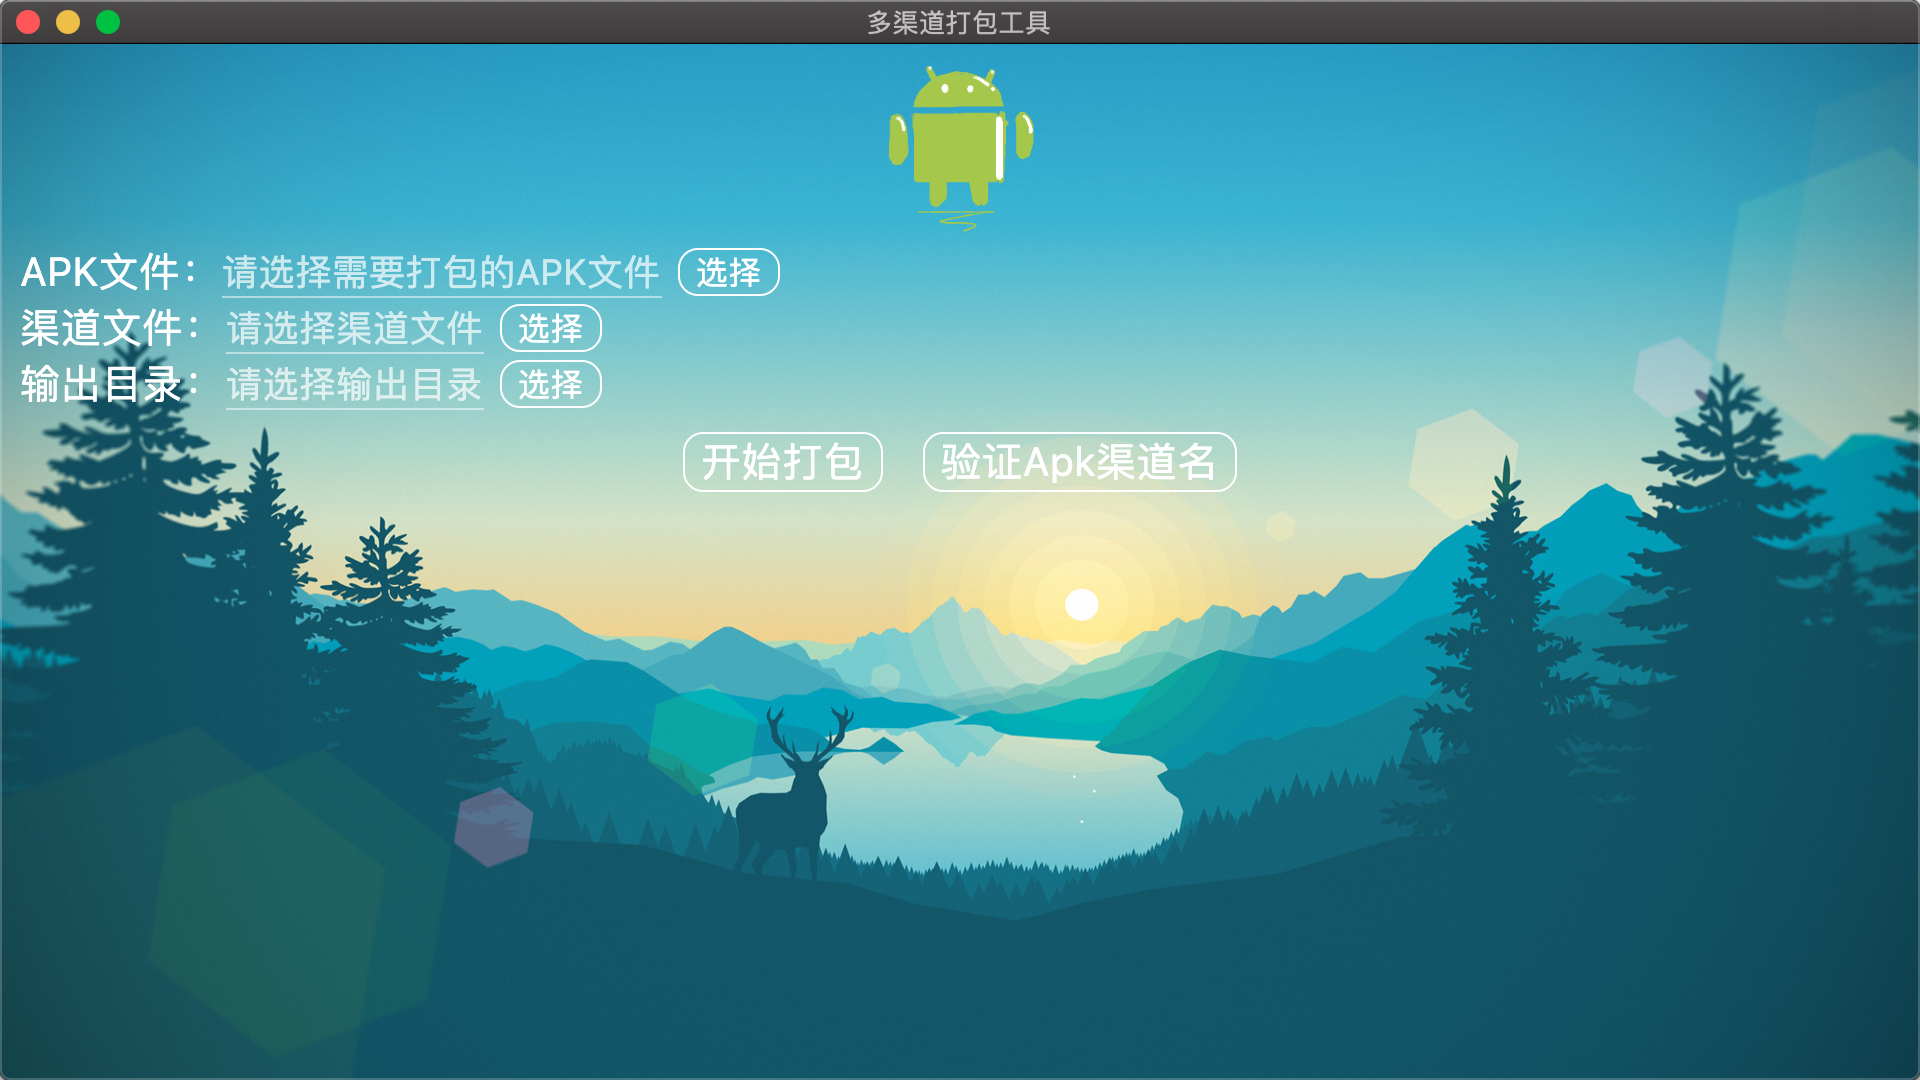 多渠道打包工具
APK文件： 请选择需要打包的APK文件 选择
渠道文件： 请选择渠道文件 选择
输出目录： 请选择输出目录 选择
开始打包 验证Apk渠道名